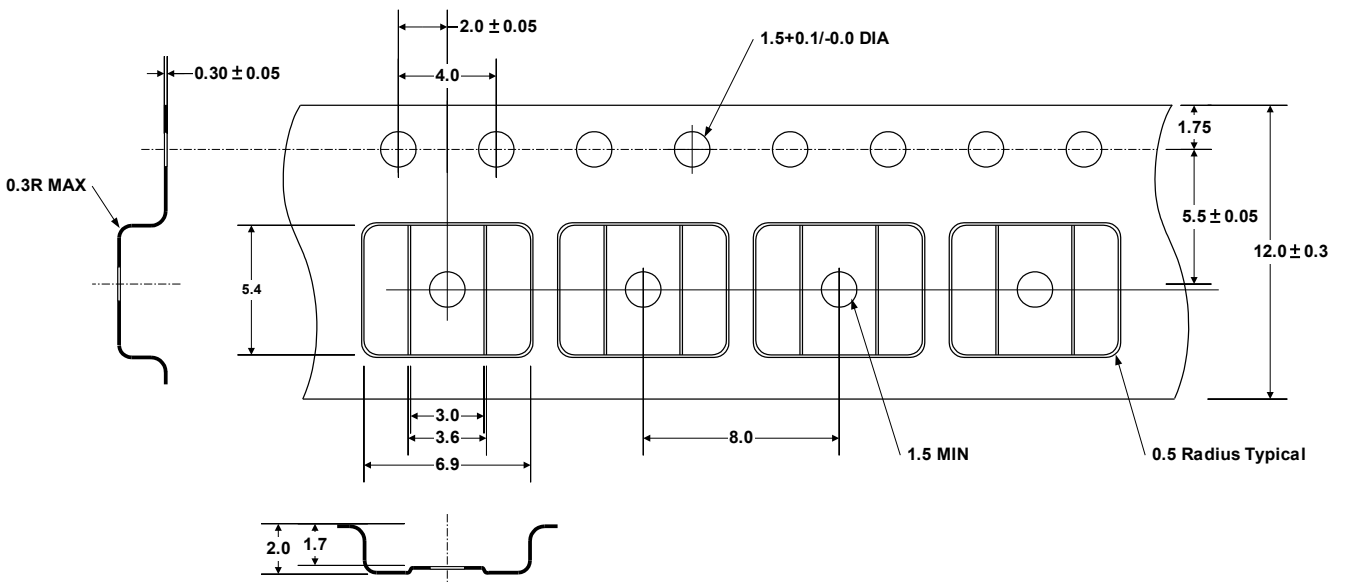 2.0 ± 0.05
1.5+0.1/-0.0 DIA
0.30 ± 0.05
4.0
1.75
0.3R MAX
5.5 ± 0.05
12.0 ± 0.3
5.4
3.0
3.6
8.0
6.9
1.5 MIN
0.5 Radius Typical
2.0
1.7